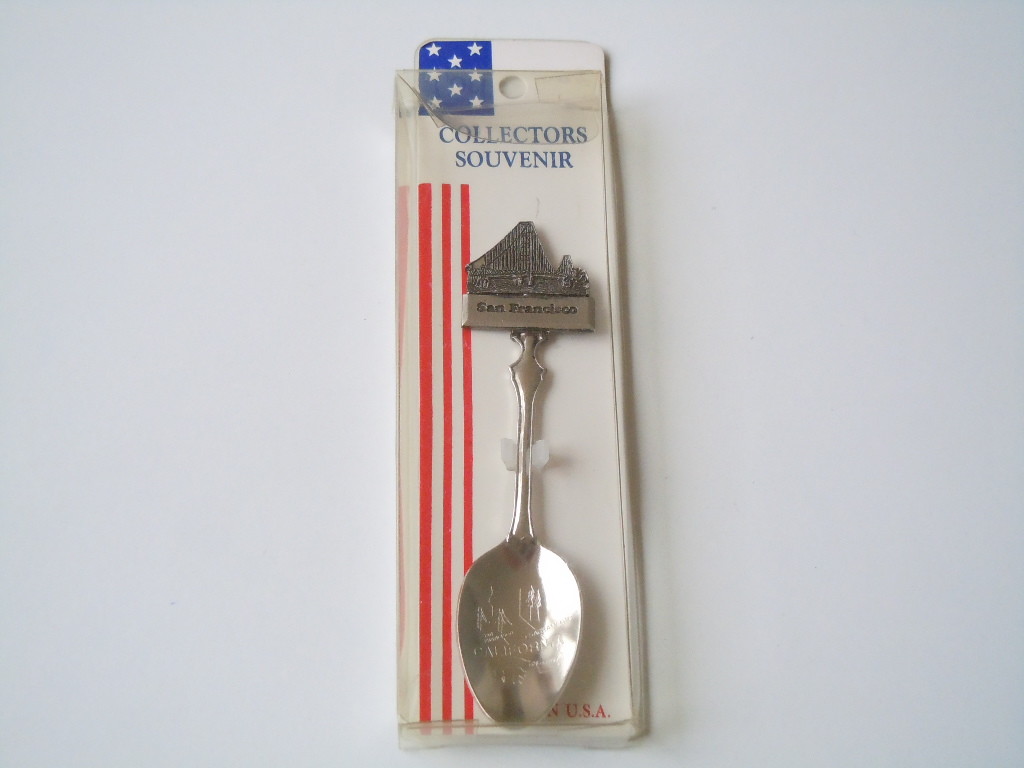 COLLECTORS
SOUVENIR
San Francisco
CALIFORNIA
N U.S.A.